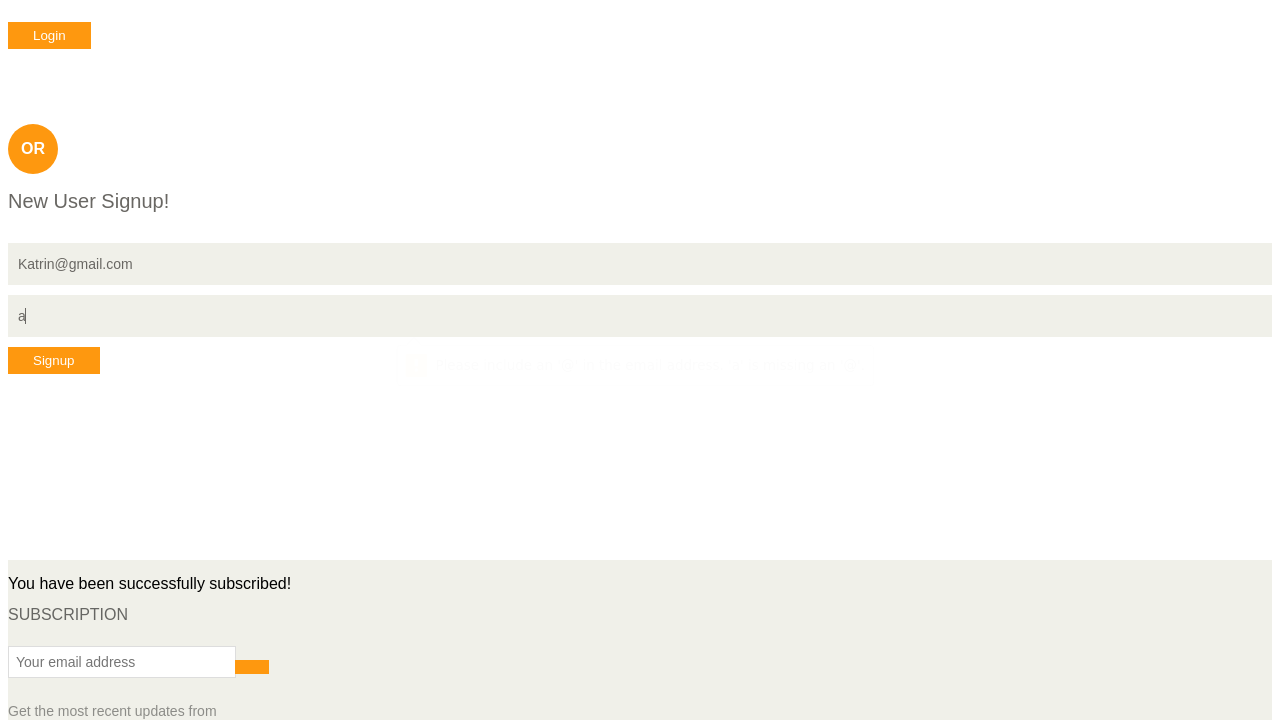 Login
OR
New User Signup!
Katrin@gmail.com
a
Signup
You have been successfully subscribed!
SUBSCRIPTION
Your email address
Get the most recent updates from